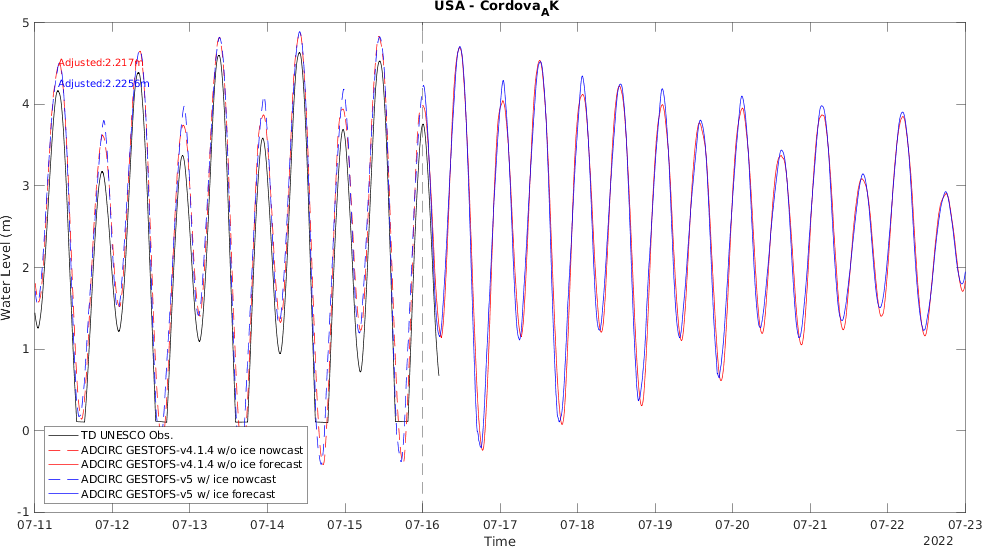 USA - Cordova_AK
5
4
3
2
1
0
-1
Water Level (m)
Adjusted:2.217m
Adjusted:2.2256m
TD UNESCO Obs.
ADCIRC GESTOFS-v4.1.4 w/o ice nowcast
ADCIRC GESTOFS-v4.1.4 w/o ice forecast
ADCIRC GESTOFS-v5 w/ ice nowcast
ADCIRC GESTOFS-v5 w/ ice forecast
07-11 07-12 07-13 07-14 07-15 07-16 07-17 07-18 07-19 07-20 07-21 07-22 07-23
Time
2022